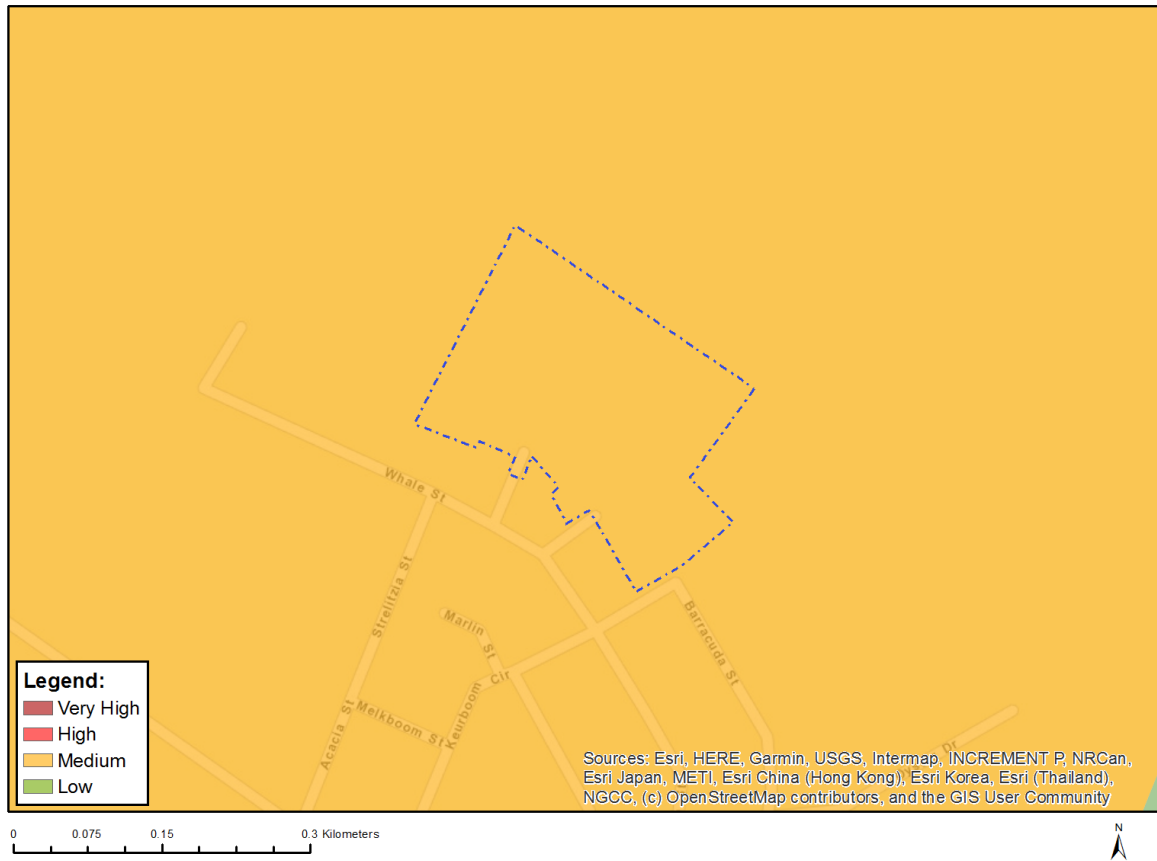 Whale St
Strelitzia St
Marlin St
Barracuda St
Keurboom Cir
Acacia St
Melkboom St
Dr
Legend:
Very High
High
Medium
Low
Sources: Esri, HERE, Garmin, USGS, Intermap, INCREMENT P, NRCan,
Esri Japan, METI, Esri China (Hong Kong), Esri Korea, Esri (Thailand),
NGCC, (c) OpenStreetMap contributors, and the GIS User Community
0 0.075 0.15 0.3 Kilometers
N